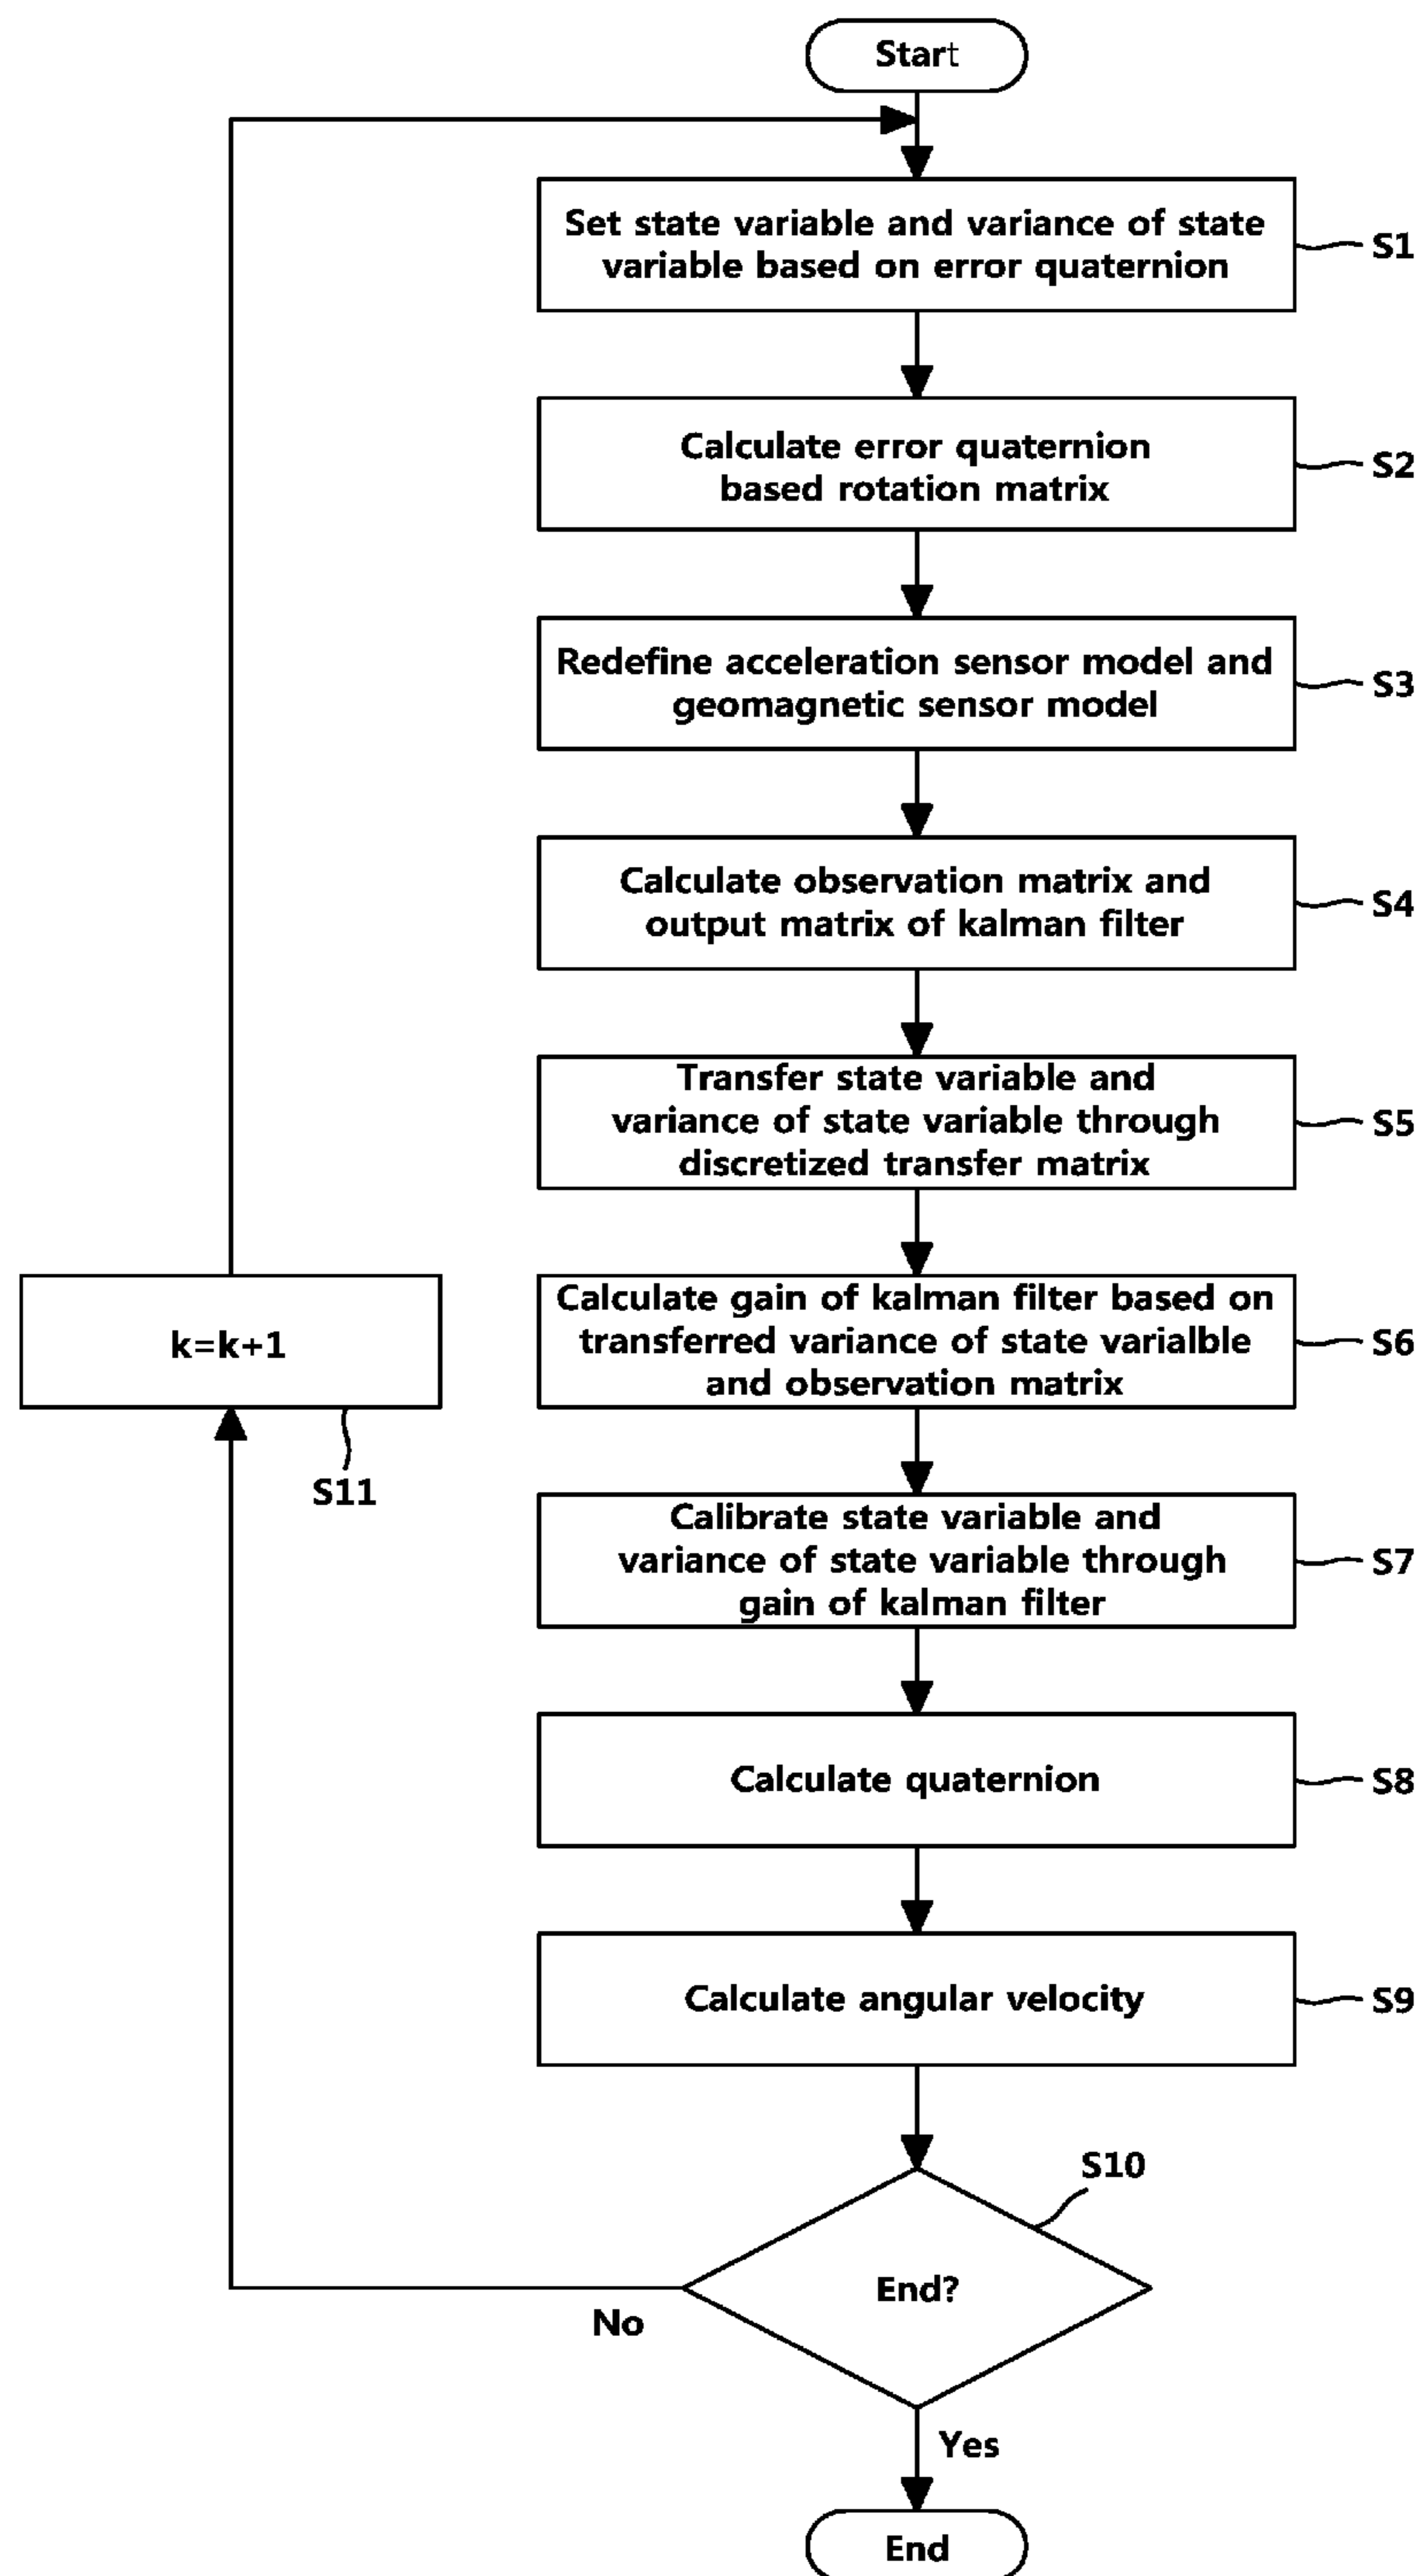 Start
Set state variable and variance of state
variable based on error quaternion
S1
Calculate error quaternion
based rotation matrix
S2
Redefine acceleration sensor model and
geomagnetic sensor model
S3
Calculate observation matrix and
output matrix of kalman filter
S4
Transfer state variable and
variance of state variable through
discretized transfer matrix
S5
Calculate gain of kalman filter based on
transferred variance of state varialble
and observation matrix
S6
k=k+1
S11
Calibrate state variable and
variance of state variable through
gain of kalman filter
S7
Calculate quaternion
S8
Calculate angular velocity
S9
S10
End?
No
Yes
End